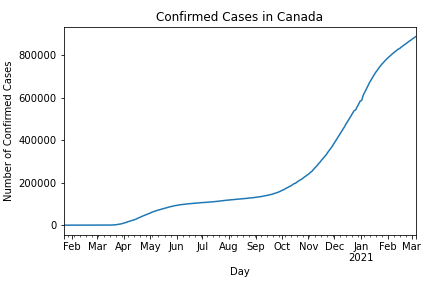 Confirmed Cases in Canada
Number of Confirmed Cases
800000
600000
400000
200000
0
Feb Mar Apr May Jun Jul Aug Sep Oct Nov Dec Jan Feb Mar
2021
Day